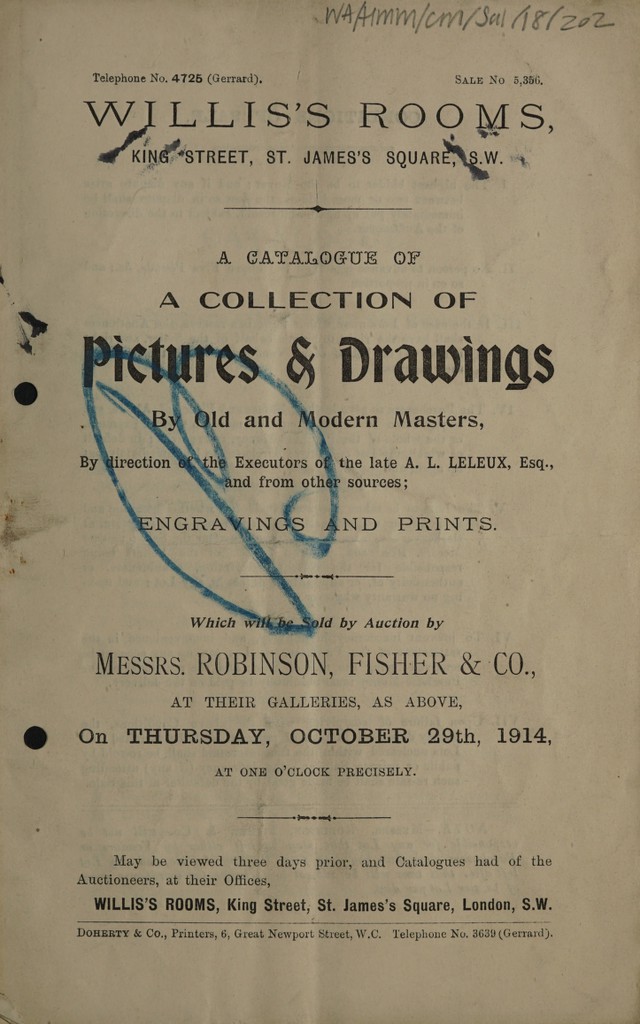 WA/1mm/cm/Sal/18/202
Telephone No. 4725 (Gerrard). SALE No 5,356.
WILLIS'S ROOMS,
KING STREET, ST. JAMES'S SQUARE, S.W.
A CATALOGUE OF
A COLLECTION OF
Pictures & Drawings
By Old and Modern Masters,
By direction of the Executors of the late A. L. LELEUX, Esq.,
and from other sources;
ENGRAVINGS AND PRINTS.
Which will be Sold by Auction by
MESSRS. ROBINSON, FISHER & CO.,
AT THEIR GALLERIES, AS ABOVE,
On THURSDAY, OCTOBER 29th, 1914,
AT ONE O'CLOCK PRECISELY.
May be viewed three days prior, and Catalogues had of the
Auctioneers, at their Offices,
WILLIS'S ROOMS, King Street, St. James's Square, London, S.W.
DOHERTY & CO., Printers, 6, Great Newport Street, W.C. Telephone No. 3639 (Gerrard).